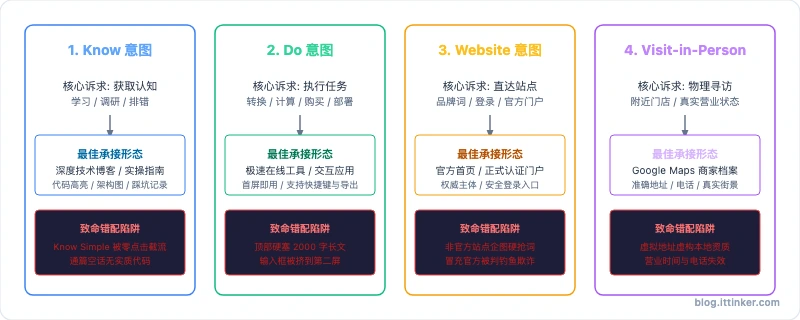 1. Know 意图
核心诉求: 获取认知
学习 / 调研 / 排错
最佳承接形态
深度技术博客 / 实操指南
代码高亮 / 架构图 / 踩坑记录
致命错配陷阱
Know Simple 被零点击截流
通篇空话无实质代码
2. Do 意图
核心诉求: 执行任务
转换 / 计算 / 购买 / 部署
最佳承接形态
极速在线工具 / 交互应用
首屏即用 / 支持快捷键与导出
致命错配陷阱
顶部硬塞 2000 字长文
输入框被挤到第二屏
3. Website 意图
核心诉求: 直达站点
品牌词 / 登录 / 官方门户
最佳承接形态
官方首页 / 正式认证门户
权威主体 / 安全登录入口
致命错配陷阱
非官方站点企图硬抢词
冒充官方被判钓鱼欺诈
4. Visit-in-Person
核心诉求: 物理寻访
附近门店 / 真实营业状态
最佳承接形态
Google Maps 商家档案
准确地址 / 电话 / 真实街景
致命错配陷阱
虚拟地址虚构本地资质
营业时间与电话失效
blog.ittinker.com